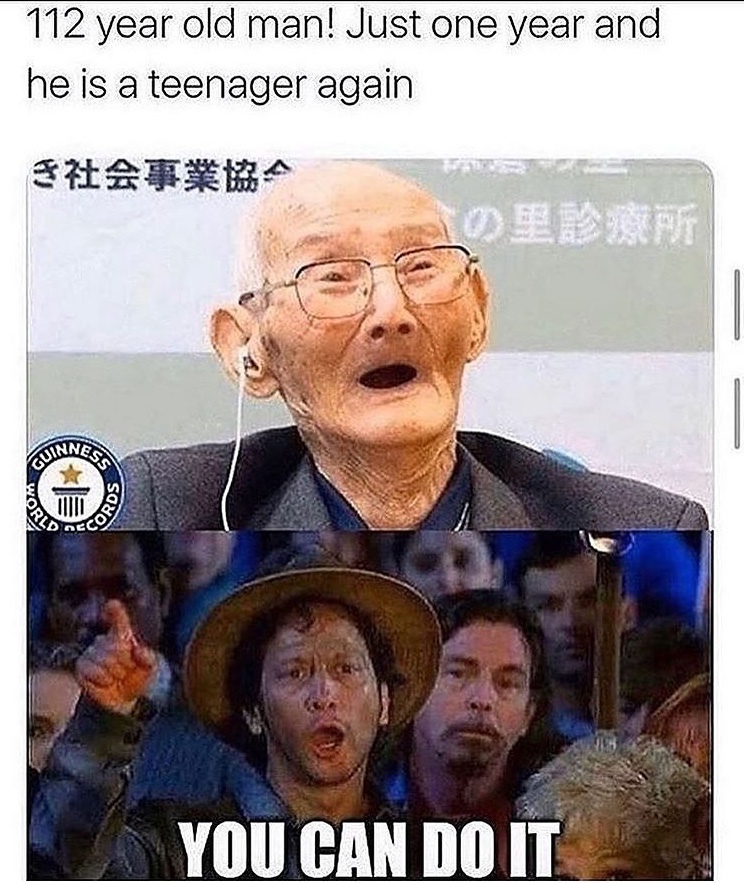 112 year old man! Just one year and
he is a teenager again
き社会事業協会
の里診療所
GUINNESS
WORLD RECORDS
YOU CAN DO IT